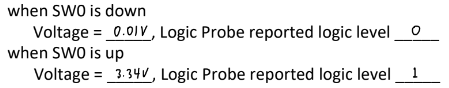 when SW0 is down
Voltage = 0.01V, Logic Probe reported logic level 0
when SW0 is up
Voltage = 3.34V, Logic Probe reported logic level 1